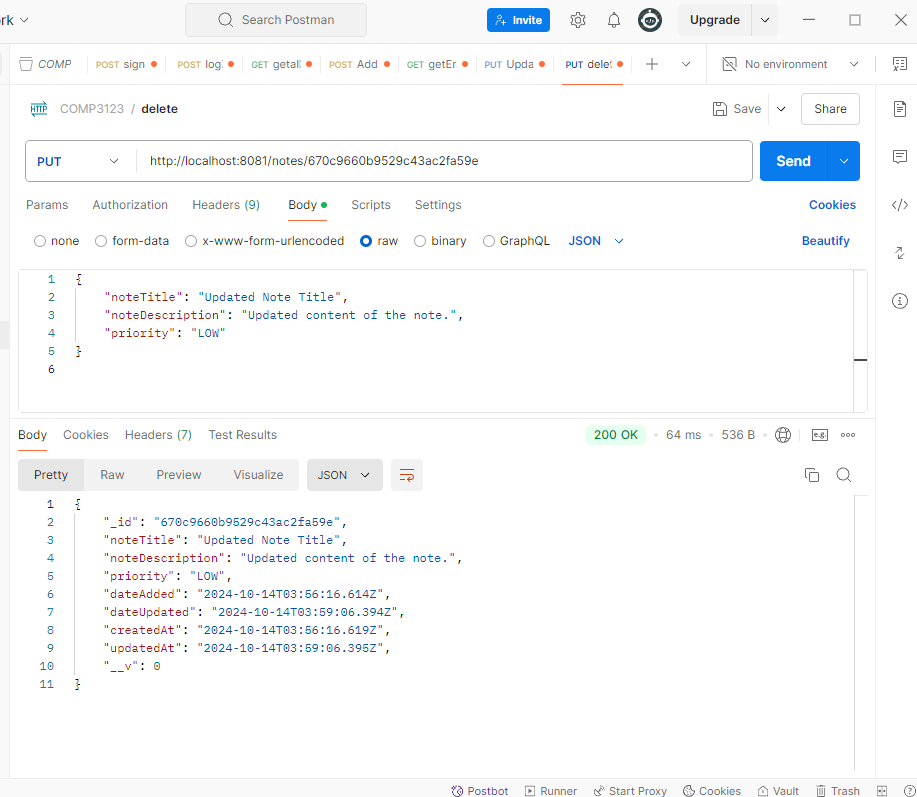 rk
Search Postman
Invite
Upgrade
COMP
POST sign
POST log
GET getall
POST Add
GET getEr
PUT Upda
PUT delet
No environment
HTTP COMP3123 / delete
Save
Share
PUT
http://localhost:8081/notes/670c9660b9529c43ac2fa59e
Send
Params Authorization Headers (9) Body Scripts Settings Cookies
none form-data x-www-form-urlencoded raw binary GraphQL JSON Beautify
1 {
2 "noteTitle": "Updated Note Title",
3 "noteDescription": "Updated content of the note.",
4 "priority": "LOW"
5 }
6
Body Cookies Headers (7) Test Results 200 OK 64 ms 536 B e.g.
Pretty Raw Preview Visualize JSON
1 {
2 "_id": "670c9660b9529c43ac2fa59e",
3 "noteTitle": "Updated Note Title",
4 "noteDescription": "Updated content of the note.",
5 "priority": "LOW",
6 "dateAdded": "2024-10-14T03:56:16.614Z",
7 "dateUpdated": "2024-10-14T03:59:06.394Z",
8 "createdAt": "2024-10-14T03:56:16.619Z",
9 "updatedAt": "2024-10-14T03:59:06.395Z",
10 "__v": 0
11 }
Postbot Runner Start Proxy Cookies Vault Trash